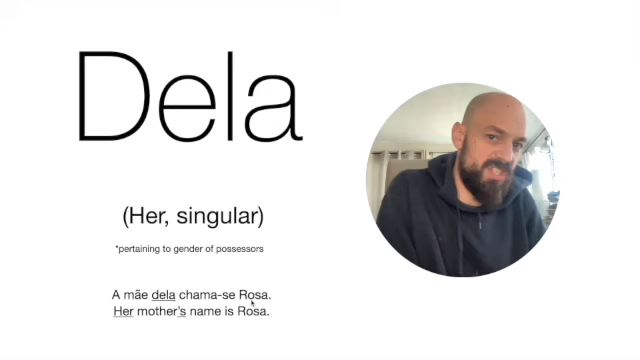 Dela
(Her, singular)
*pertaining to gender of possessors
A mãe dela chama-se Rosa.
Her mother's name is Rosa.